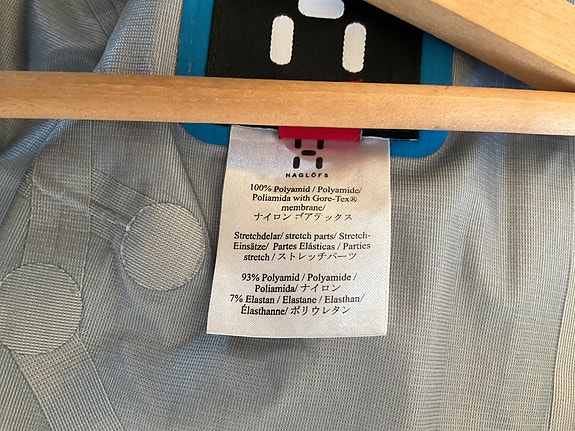 HAGLÖFS
100% Polyamid / Polyamide/
Poliamida with Gore-Tex®
membrane/
ナイロン ゴアテックス
Stretchdelar/ stretch parts/ Stretch-
Einsätze/ Partes Elásticas / Parties
stretch / ストレッチパーツ
93% Polyamid / Polyamide /
Poliamida/ ナイロン
7% Elastan / Elastane / Elasthan/
Élasthanne/ ポリウレタン